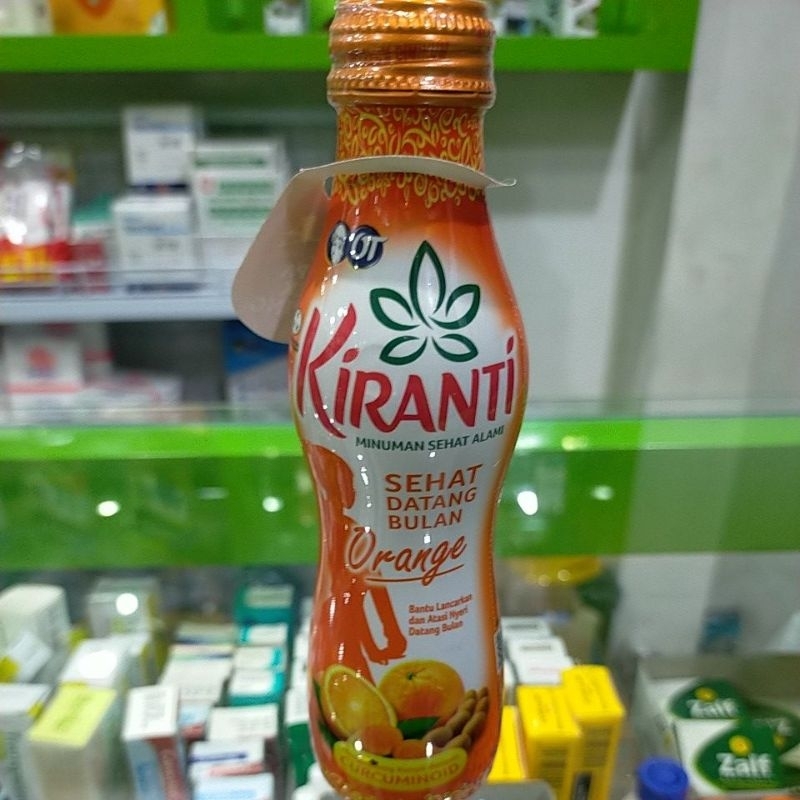 OT
KIRANTI
MINUMAN SEHAT ALAMI
SEHAT
DATANG
BULAN
Orange
Bantu Lancarkan
dan Atasi Nyeri
Datang Bulan
CURCUMINOID
Zalf
Zalf